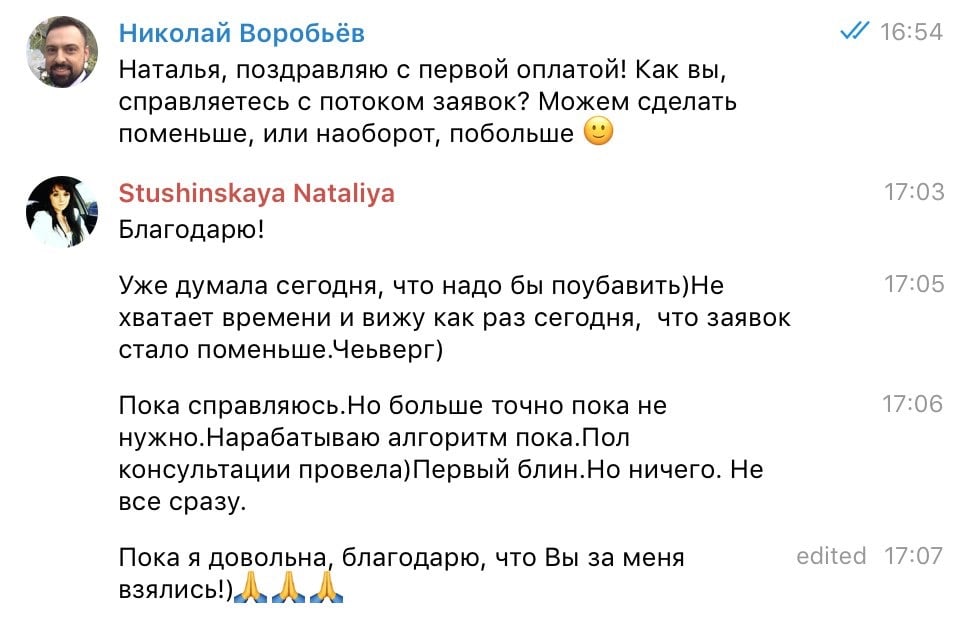 Николай Воробьёв 16:54
Наталья, поздравляю с первой оплатой! Как вы,
справляетесь с потоком заявок? Можем сделать
поменьше, или наоборот, побольше 🙂
Stushinskaya Nataliya 17:03
Благодарю!
Уже думала сегодня, что надо бы поубавить)Не 17:05
хватает времени и вижу как раз сегодня, что заявок
стало поменьше.Чеьверг)
Пока справляюсь.Но больше точно пока не 17:06
нужно.Нарабатываю алгоритм пока.Пол
консультации провела)Первый блин.Но ничего. Не
все сразу.
Пока я довольна, благодарю, что Вы за меня edited 17:07
взялись!)🙏🙏🙏